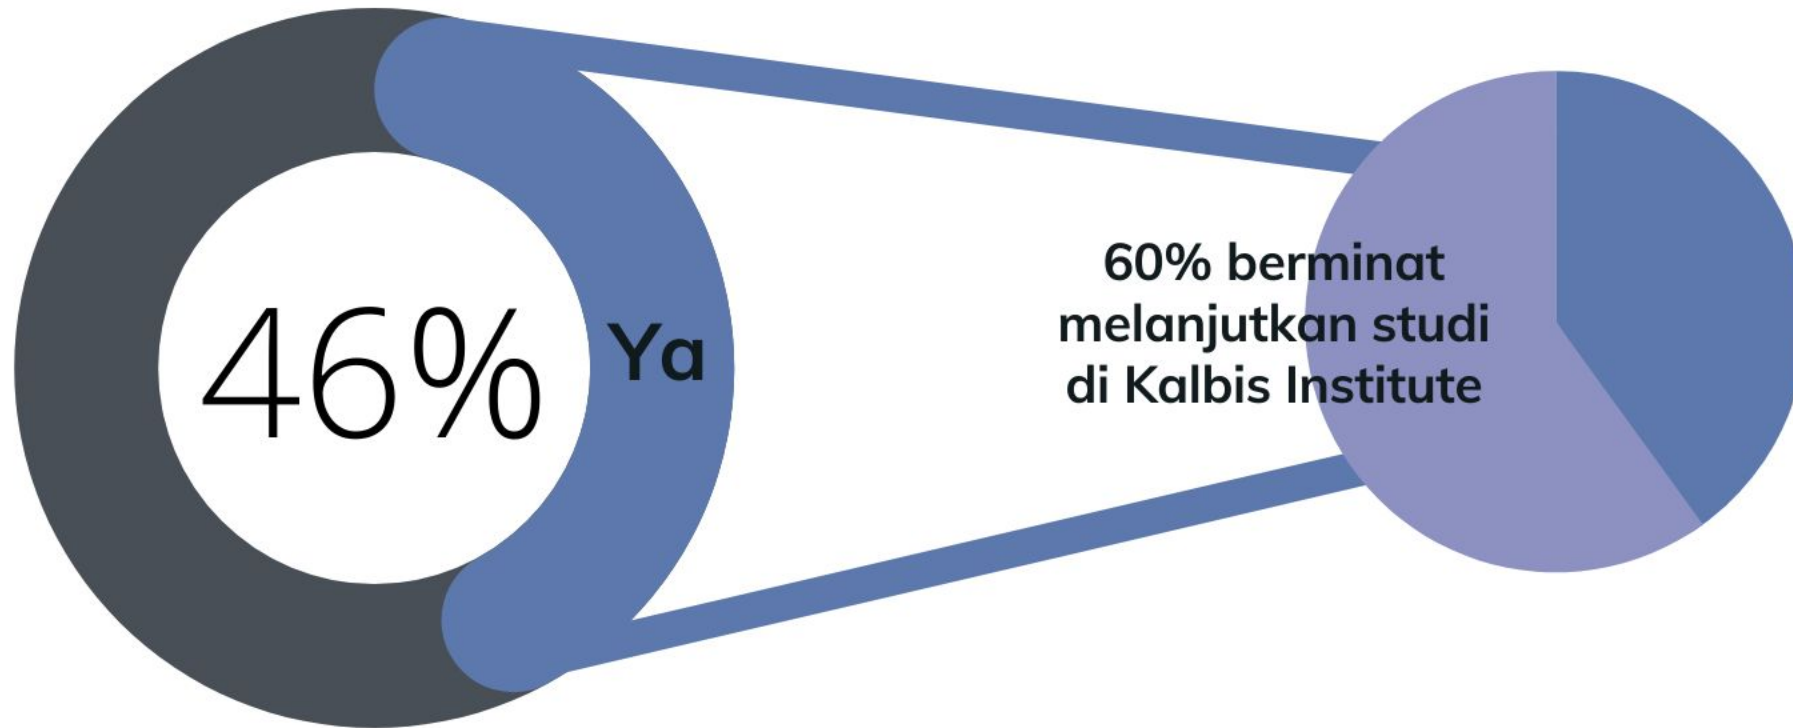 46%
Ya
60% berminat
melanjutkan studi
di Kalbis Institute